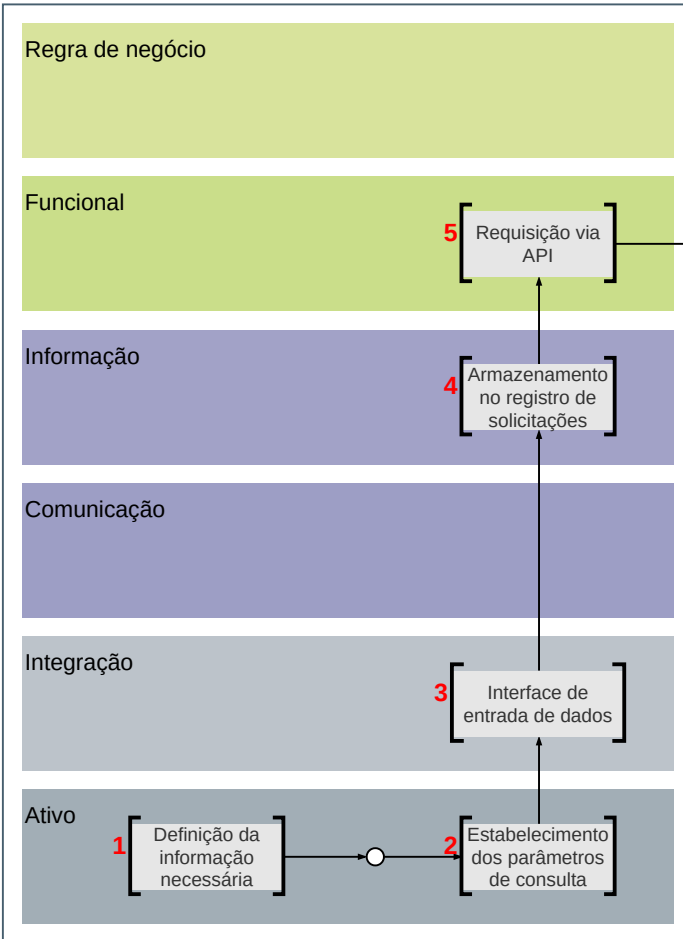 Regra de negócio
Funcional
5
Requisição via
API
Informação
4
Armazenamento
no registro de
solicitações
Comunicação
Integração
3
Interface de
entrada de dados
Ativo
1
Definição da
informação
necessária
2
Estabelecimento
dos parâmetros
de consulta